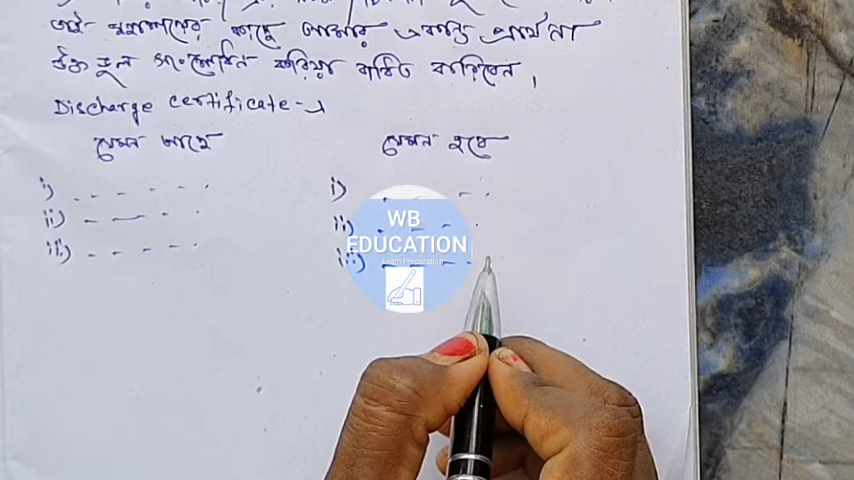 তাই মহাশয়ের কাছে আমার একান্ত প্রার্থনা
উক্ত ভুল সংশোধন করিয়া বাধিত করিবেন,
Discharge certificate-এ
যেমন আছে যেমন হবে
i) i)
ii) ii)
iii) iii)
WB
EDUCATION
Exam Preparation